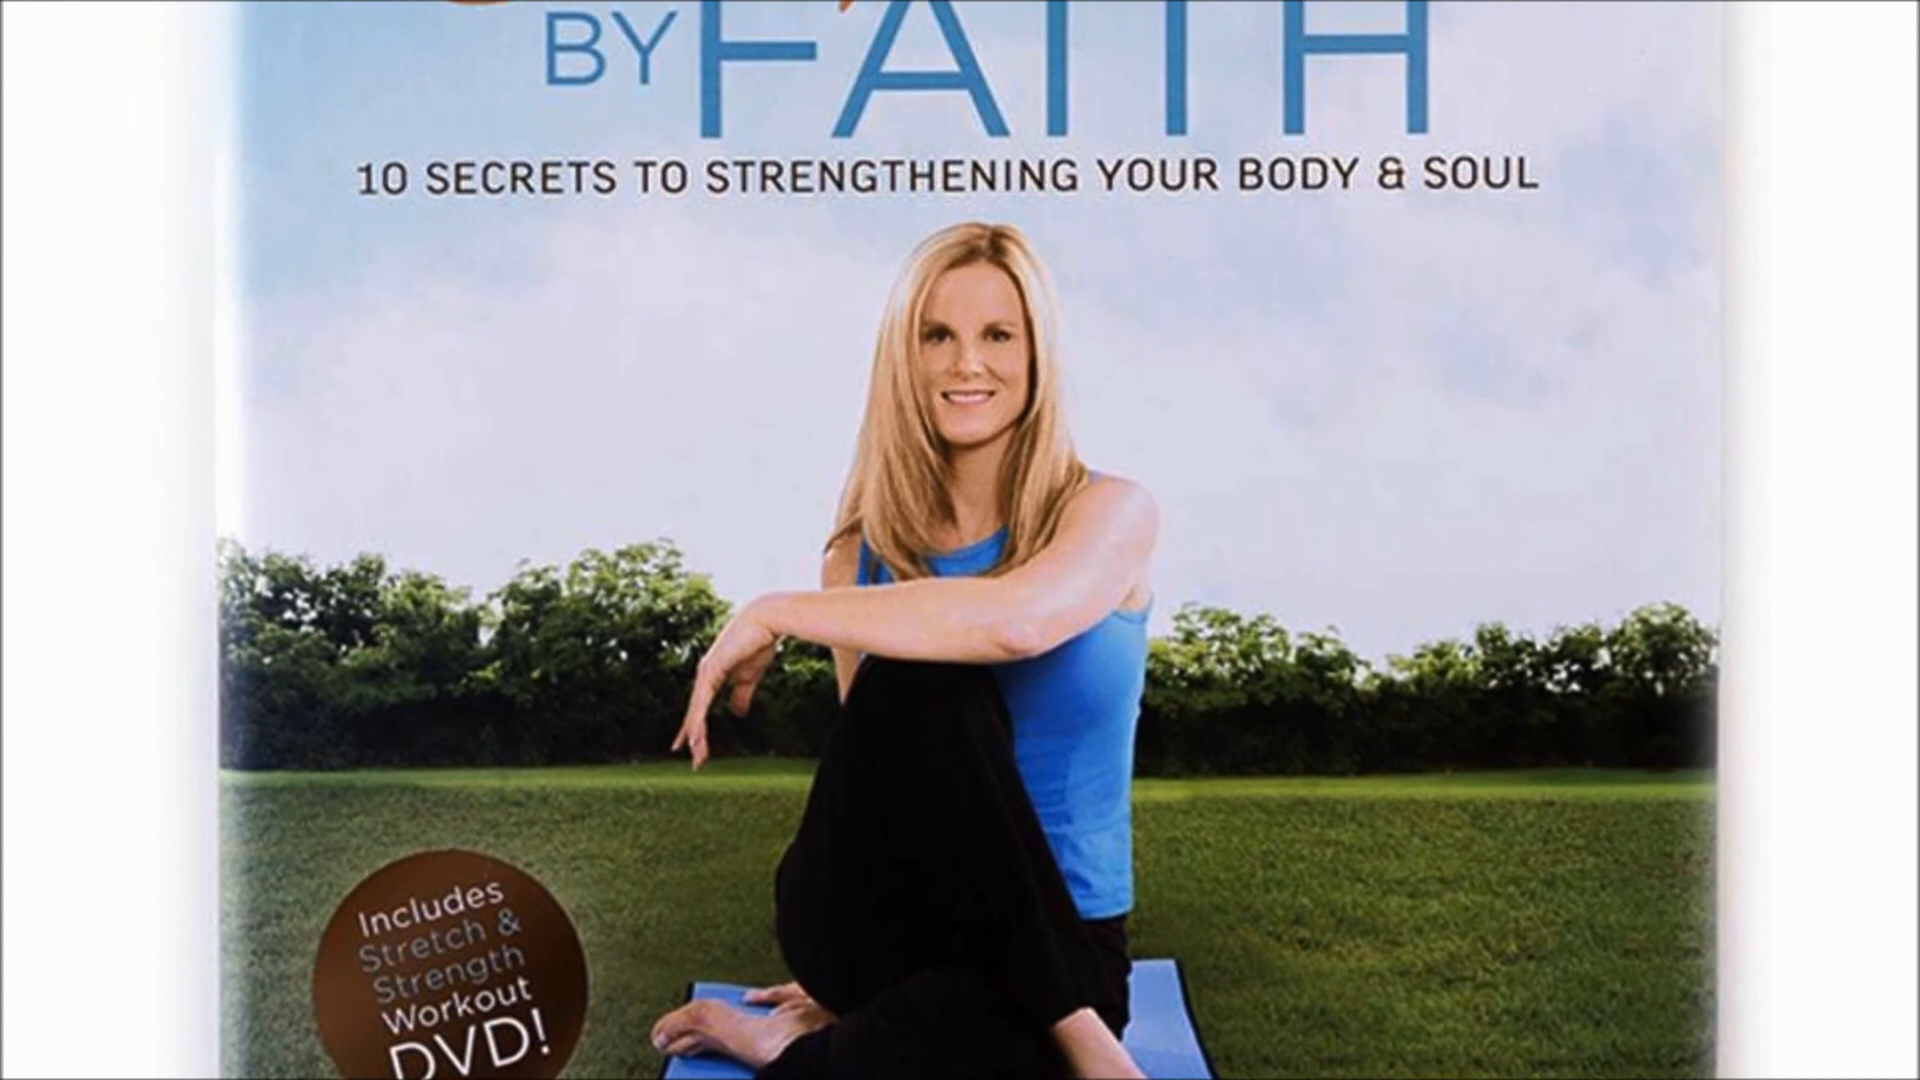 BY FAITH
10 SECRETS TO STRENGTHENING YOUR BODY & SOUL
Includes
Stretch &
Strength
Workout
DVD!